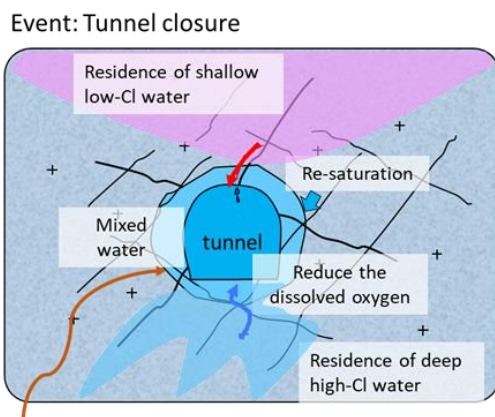 Event: Tunnel closure
Residence of shallow
low-Cl water
Re-saturation
Mixed
water
tunnel
Reduce the
dissolved oxygen
Residence of deep
high-Cl water